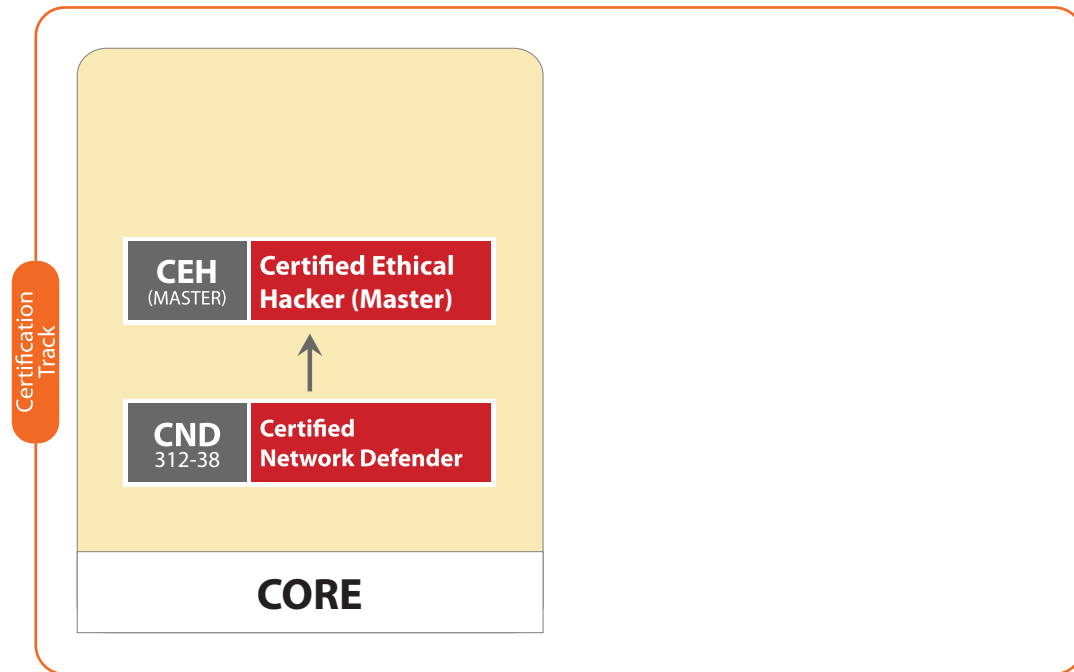 Certification
Track
CEH
(MASTER)
Certified Ethical
Hacker (Master)
CND
312-38
Certified
Network Defender
CORE